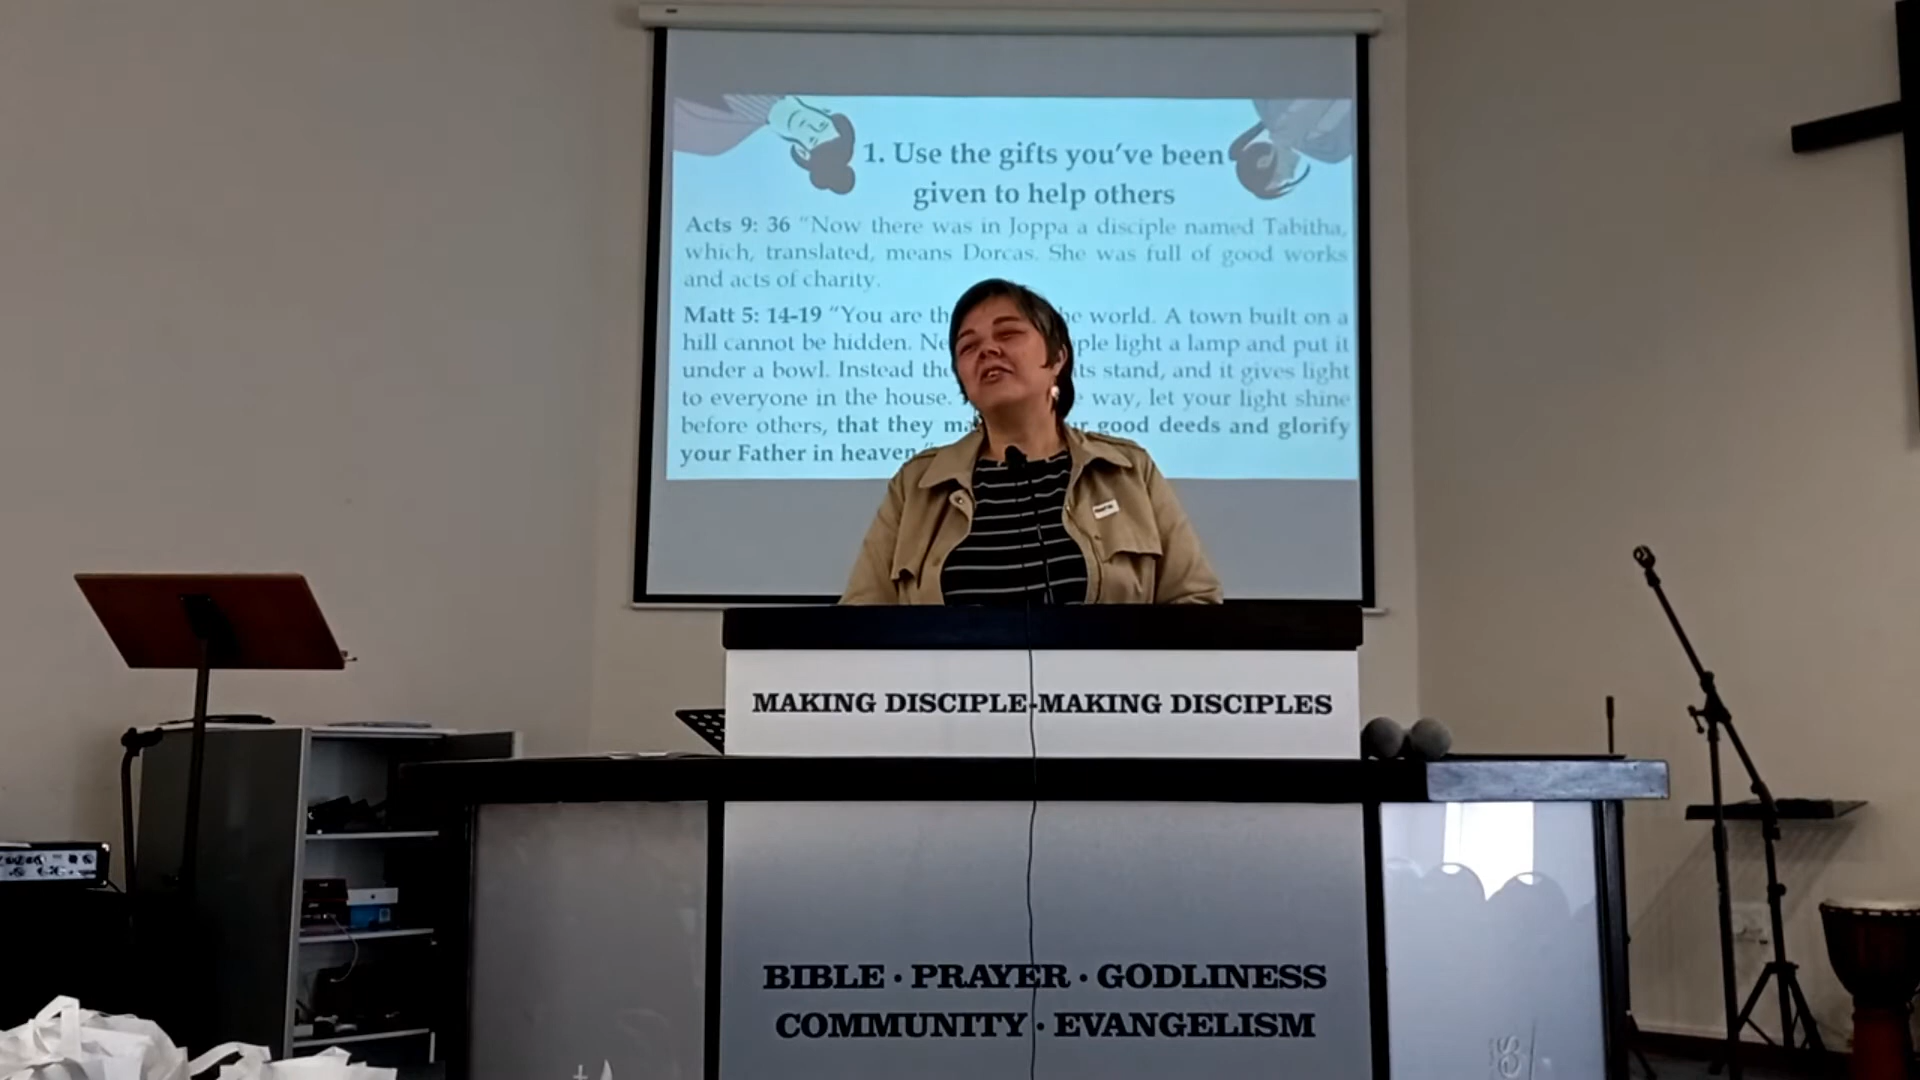 1. Use the gifts you've been
given to help others
Acts 9: 36 “Now there was in Joppa a disciple named Tabitha,
which, translated, means Dorcas. She was full of good works
and acts of charity.
Matt 5: 14-19 “You are th he world. A town built on a
hill cannot be hidden. Ne ple light a lamp and put it
under a bowl. Instead the ts stand, and it gives light
to everyone in the house. way, let your light shine
before others, that they ma r good deeds and glorify
your Father in heaven
MAKING DISCIPLE-MAKING DISCIPLES
BIBLE · PRAYER · GODLINESS
COMMUNITY · EVANGELISM